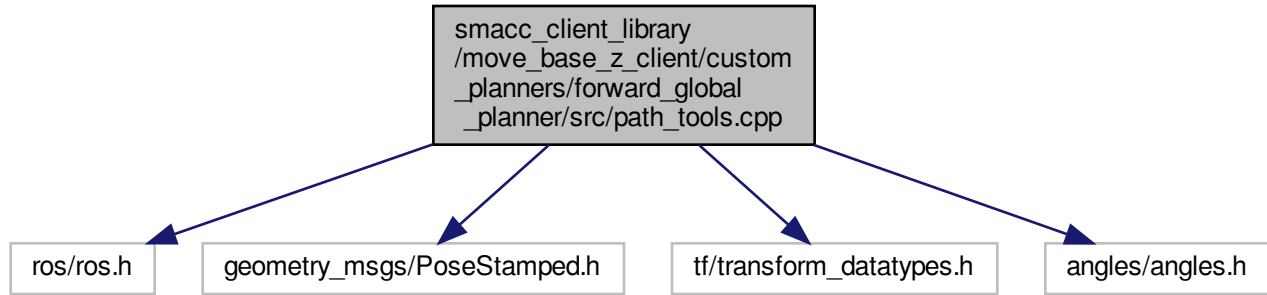 smacc_client_library
/move_base_z_client/custom
_planners/forward_global
_planner/src/path_tools.cpp
ros/ros.h
geometry_msgs/PoseStamped.h
tf/transform_datatypes.h
angles/angles.h